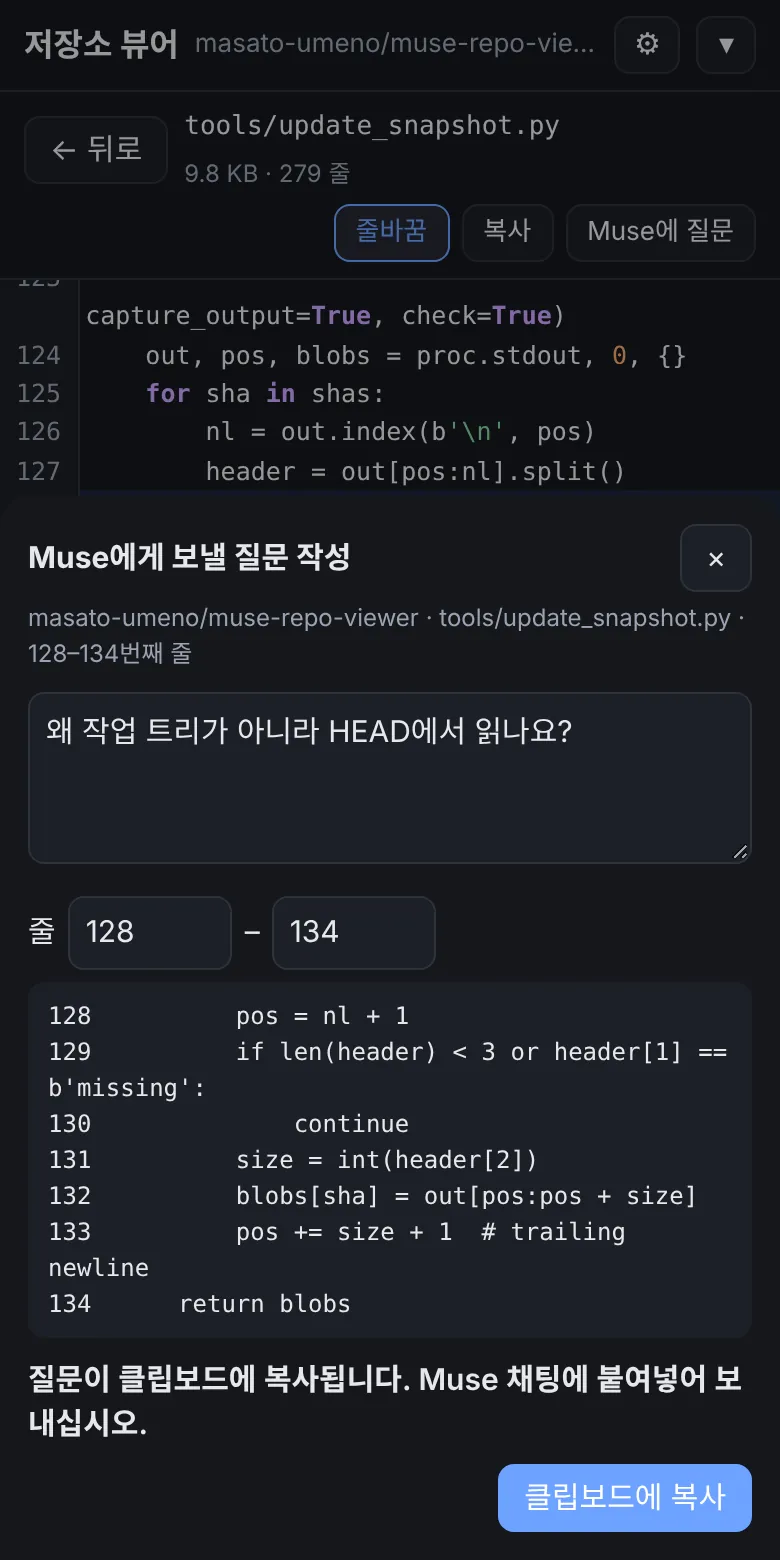 저장소 뷰어 masato-umeno/muse-repo-vie... ⚙ ▼
← 뒤로 tools/update_snapshot.py
9.8 KB · 279 줄
줄바꿈 복사 Muse에 질문
123
capture_output=True, check=True)
124     out, pos, blobs = proc.stdout, 0, {}
125     for sha in shas:
126         nl = out.index(b'\n', pos)
127         header = out[pos:nl].split()
Muse에게 보낼 질문 작성 ×
masato-umeno/muse-repo-viewer · tools/update_snapshot.py ·
128–134번째 줄
왜 작업 트리가 아니라 HEAD에서 읽나요?
줄 128 – 134
128          pos = nl + 1
129          if len(header) < 3 or header[1] ==
b'missing':
130              continue
131          size = int(header[2])
132          blobs[sha] = out[pos:pos + size]
133          pos += size + 1  # trailing
newline
134      return blobs
질문이 클립보드에 복사됩니다. Muse 채팅에 붙여넣어 보
내십시오.
클립보드에 복사